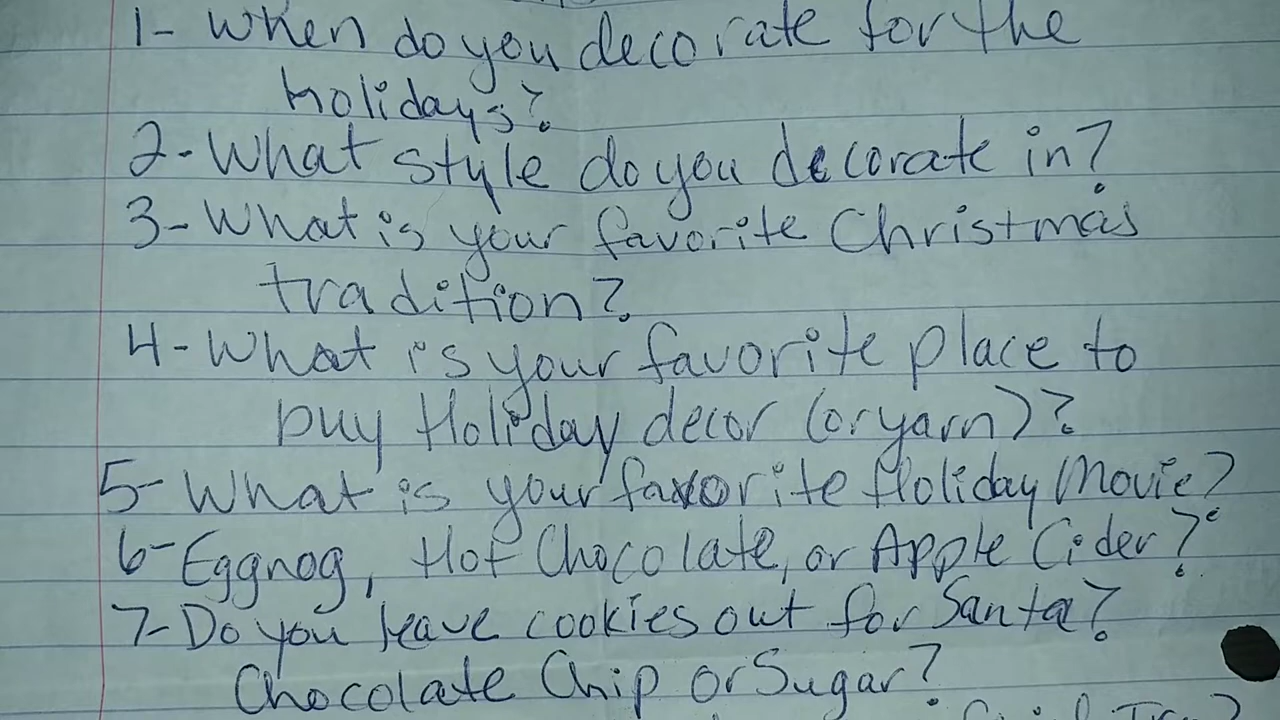 1- When do you decorate for the
holidays?
2- What style do you decorate in?
3- What is your favorite Christmas
tradition?
4- What is your favorite place to
buy Holiday decor (or yarn)?
5- What is your favorite Holiday Movie?
6- Eggnog, Hot Chocolate, or Apple Cider?
7- Do you leave cookies out for Santa?
Chocolate Chip or Sugar?